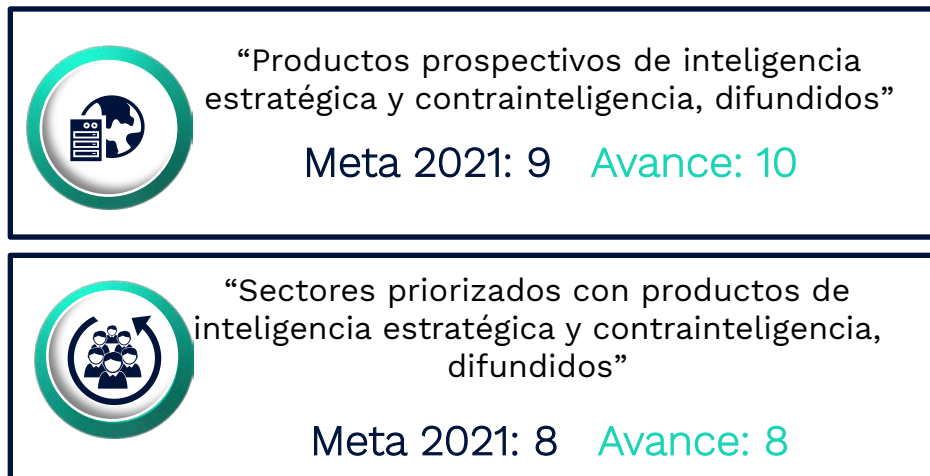 “Productos prospectivos de inteligencia
estratégica y contrainteligencia, difundidos”
Meta 2021: 9 Avance: 10
“Sectores priorizados con productos de
inteligencia estratégica y contrainteligencia,
difundidos”
Meta 2021: 8 Avance: 8